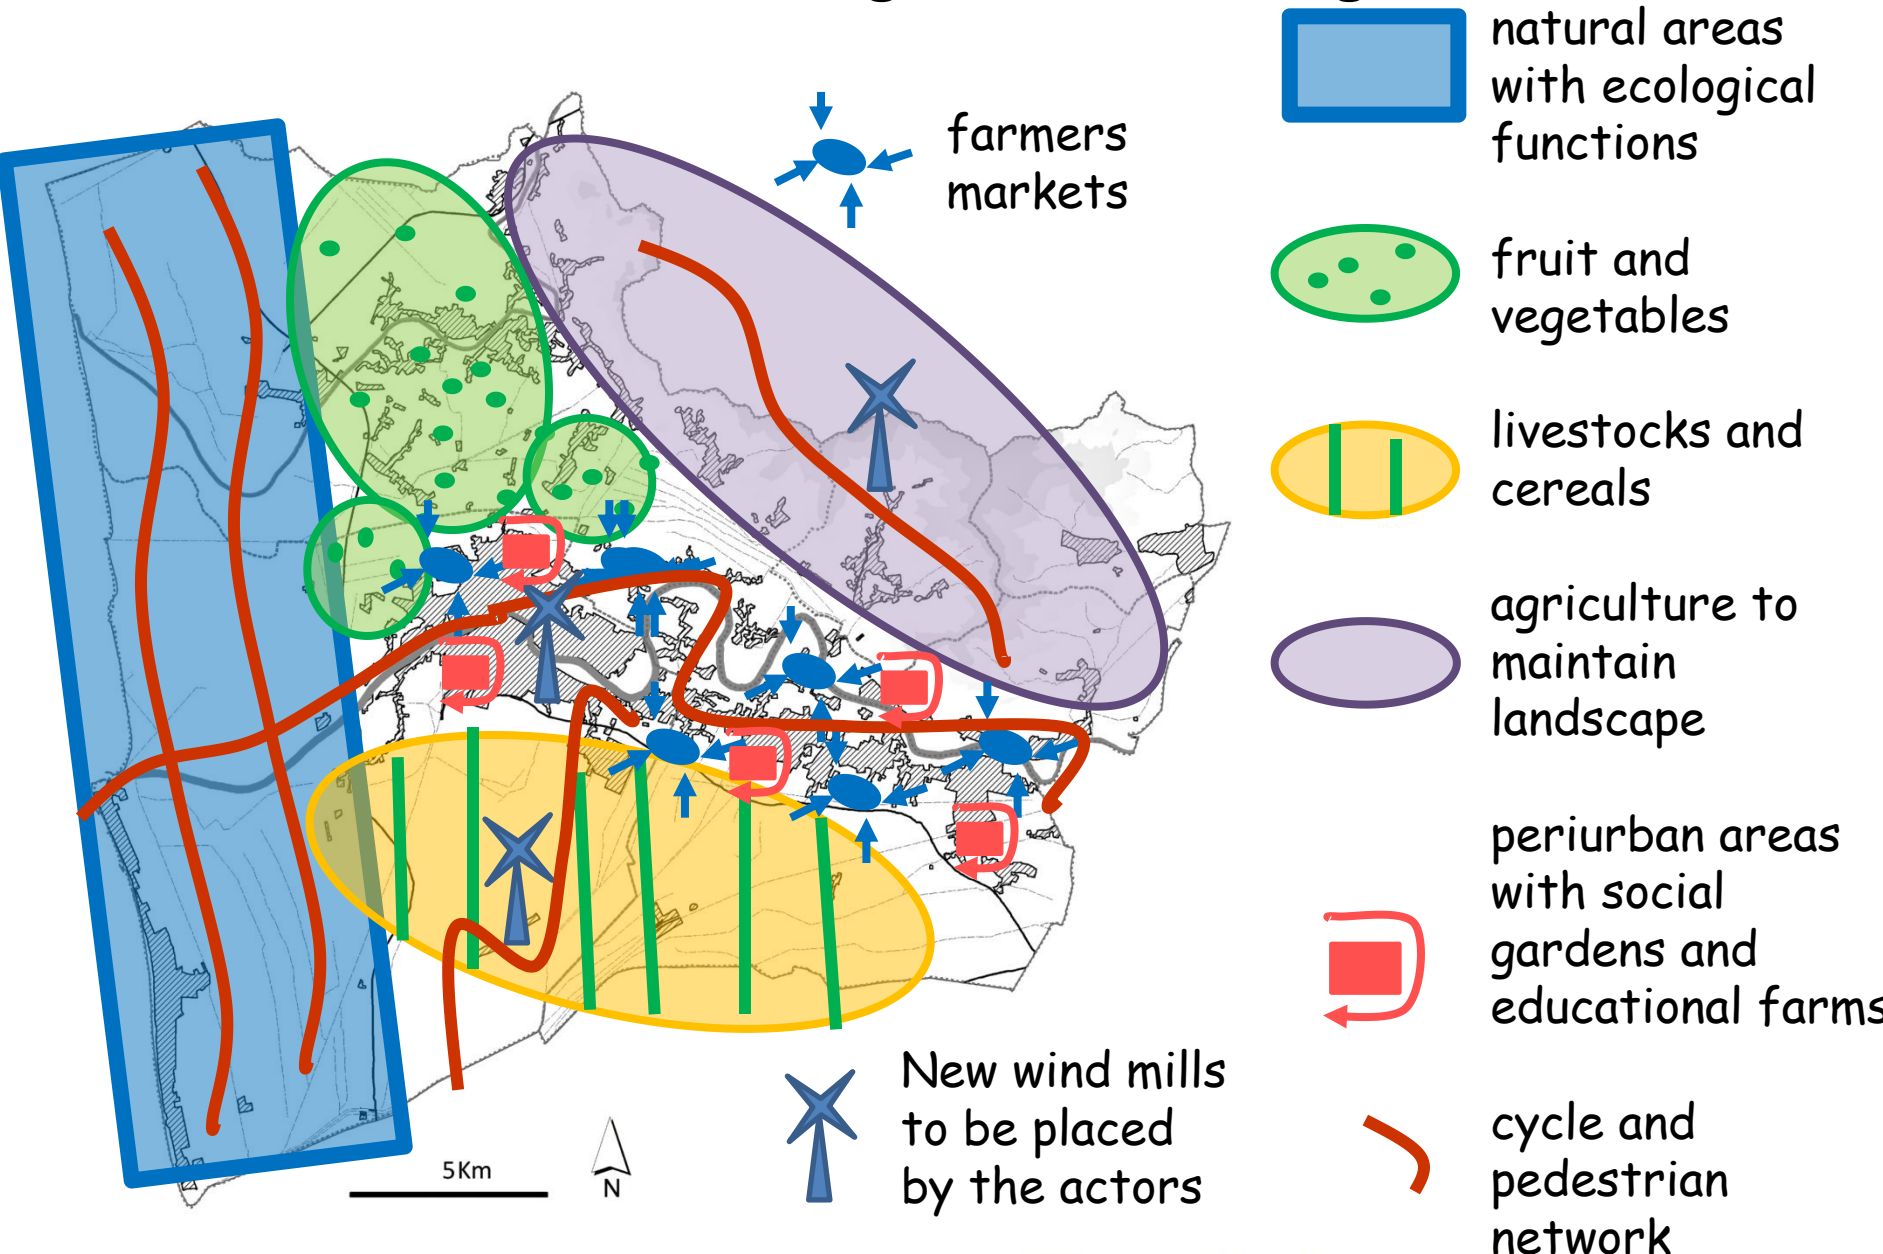 farmers
markets
natural areas
with ecological
functions
fruit and
vegetables
livestocks and
cereals
agriculture to
maintain
landscape
periurban areas
with social
gardens and
educational farms
cycle and
pedestrian
network
New wind mills
to be placed
by the actors
5Km
N